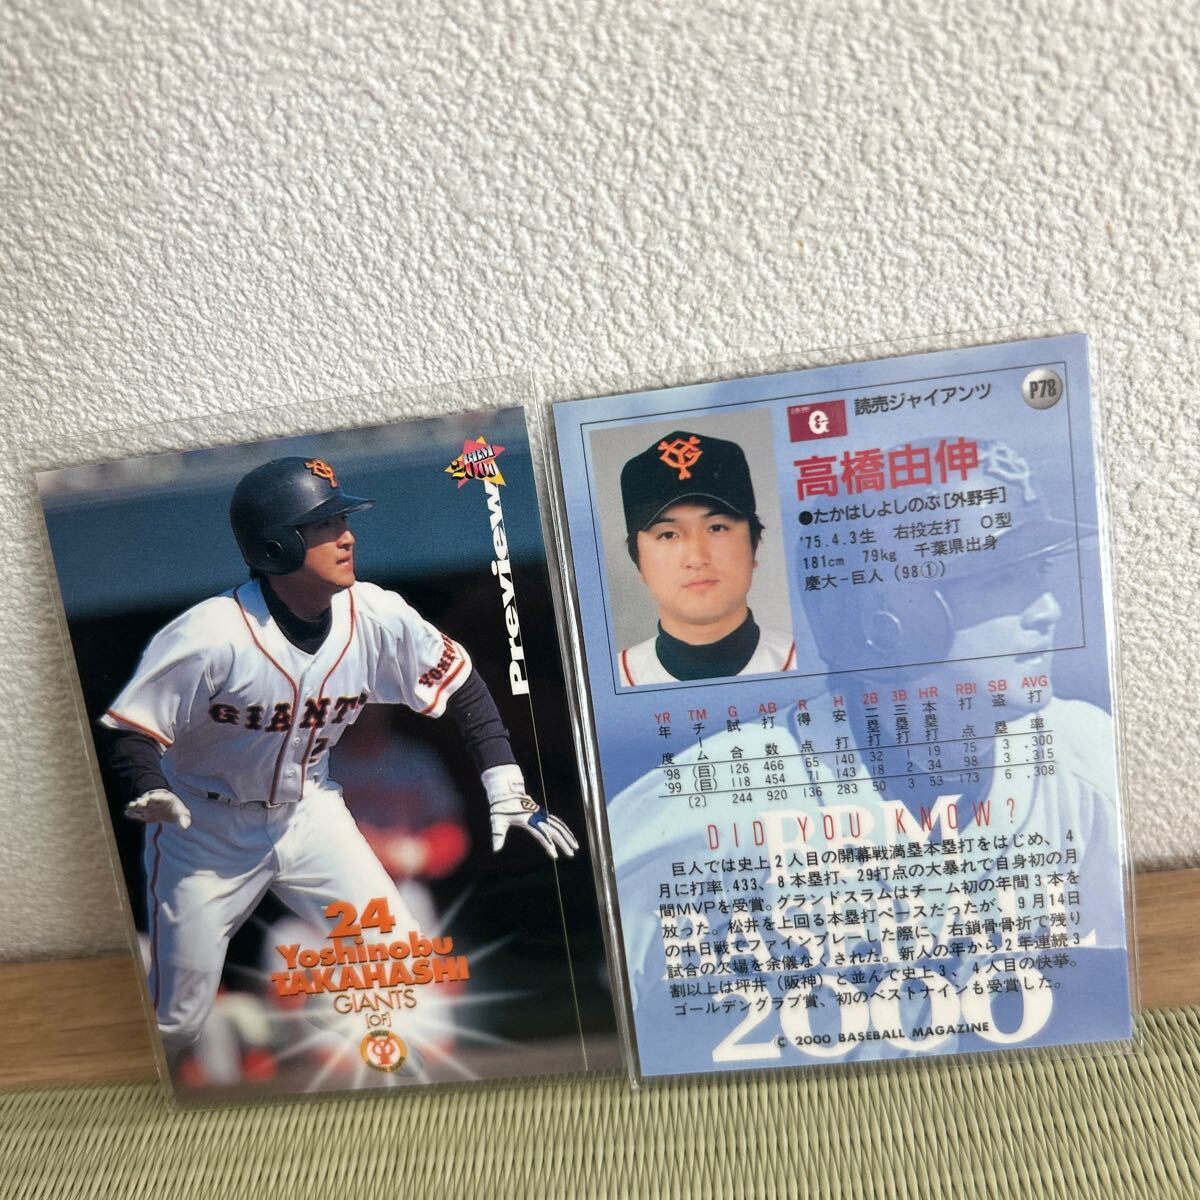 BBM
2000
Preview
GIANTS
24
Yoshinobu
TAKAHASHI
GIANTS
[OF]
P78
読売
G
読売ジャイアンツ
高橋由伸
●たかはしよしのぶ[外野手]
'75.4.3生 右投左打 O型
181cm 79kg 千葉県出身
慶大-巨人(98①)
YR TM G AB R H 2B 3B HR RBI SB AVG
年度 チーム 試合 打数 得点 安打 二塁打 三塁打 本塁打 打点 盗塁 打率
'98 (巨) 126 466 65 140 32 1 19 75 3 .300
'99 (巨) 118 454 71 143 18 2 34 98 3 .315
[2] 244 920 136 283 50 3 53 173 6 .308
DID YOU KNOW?
巨人では史上2人目の開幕戦満塁本塁打をはじめ、4
月に打率.433、8本塁打、29打点の大暴れで自身初の月
間MVPを受賞。グランドスラムはチーム初の年間3本を
放った。松井を上回る本塁打ペースだったが、9月14日
の中日戦でファインプレーした際に、右鎖骨骨折で残り
試合の欠場を余儀なくされた。新人の年から2年連続3
割以上は坪井(阪神)と並んで史上3、4人目の快挙。
ゴールデングラブ賞、初のベストナインも受賞した。
BBM
BASEBALL
2000
© 2000 BASEBALL MAGAZINE